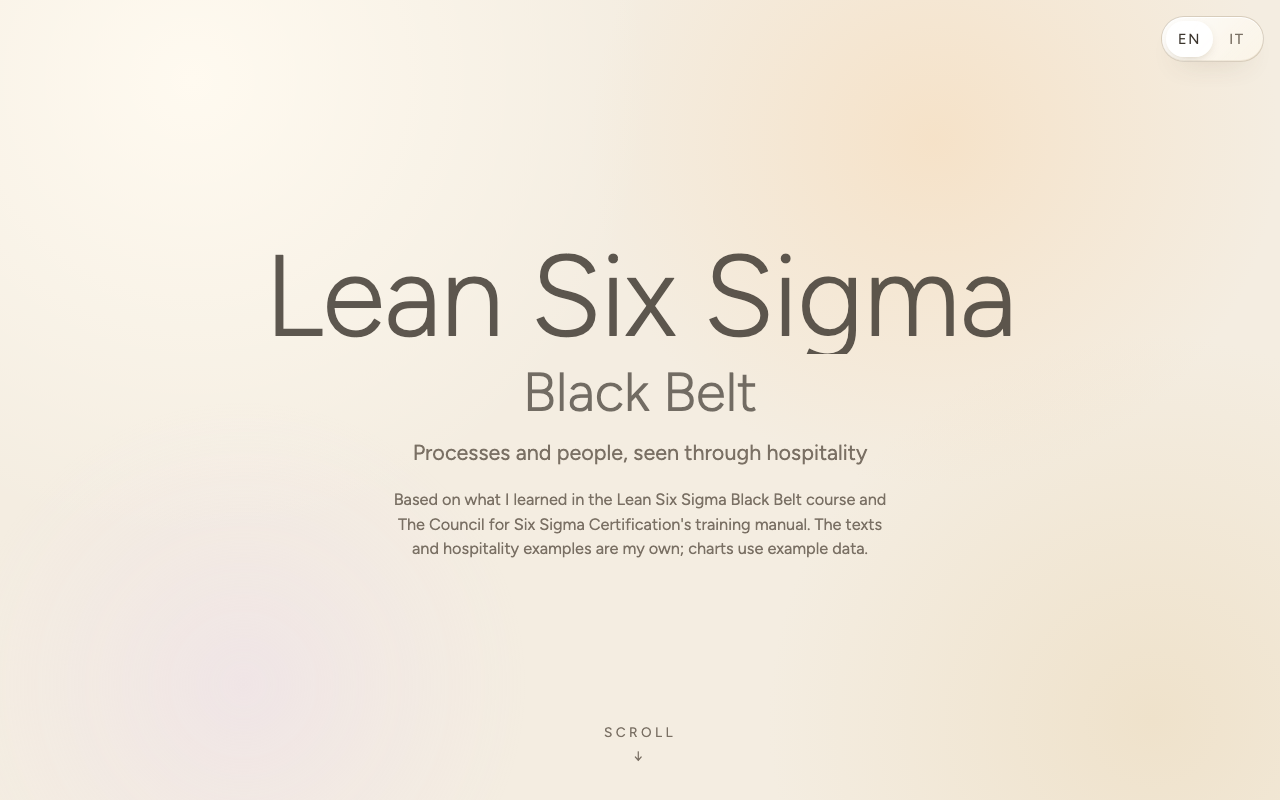 EN IT
Lean Six Sigma
Black Belt
Processes and people, seen through hospitality
Based on what I learned in the Lean Six Sigma Black Belt course and
The Council for Six Sigma Certification's training manual. The texts
and hospitality examples are my own; charts use example data.
SCROLL
↓